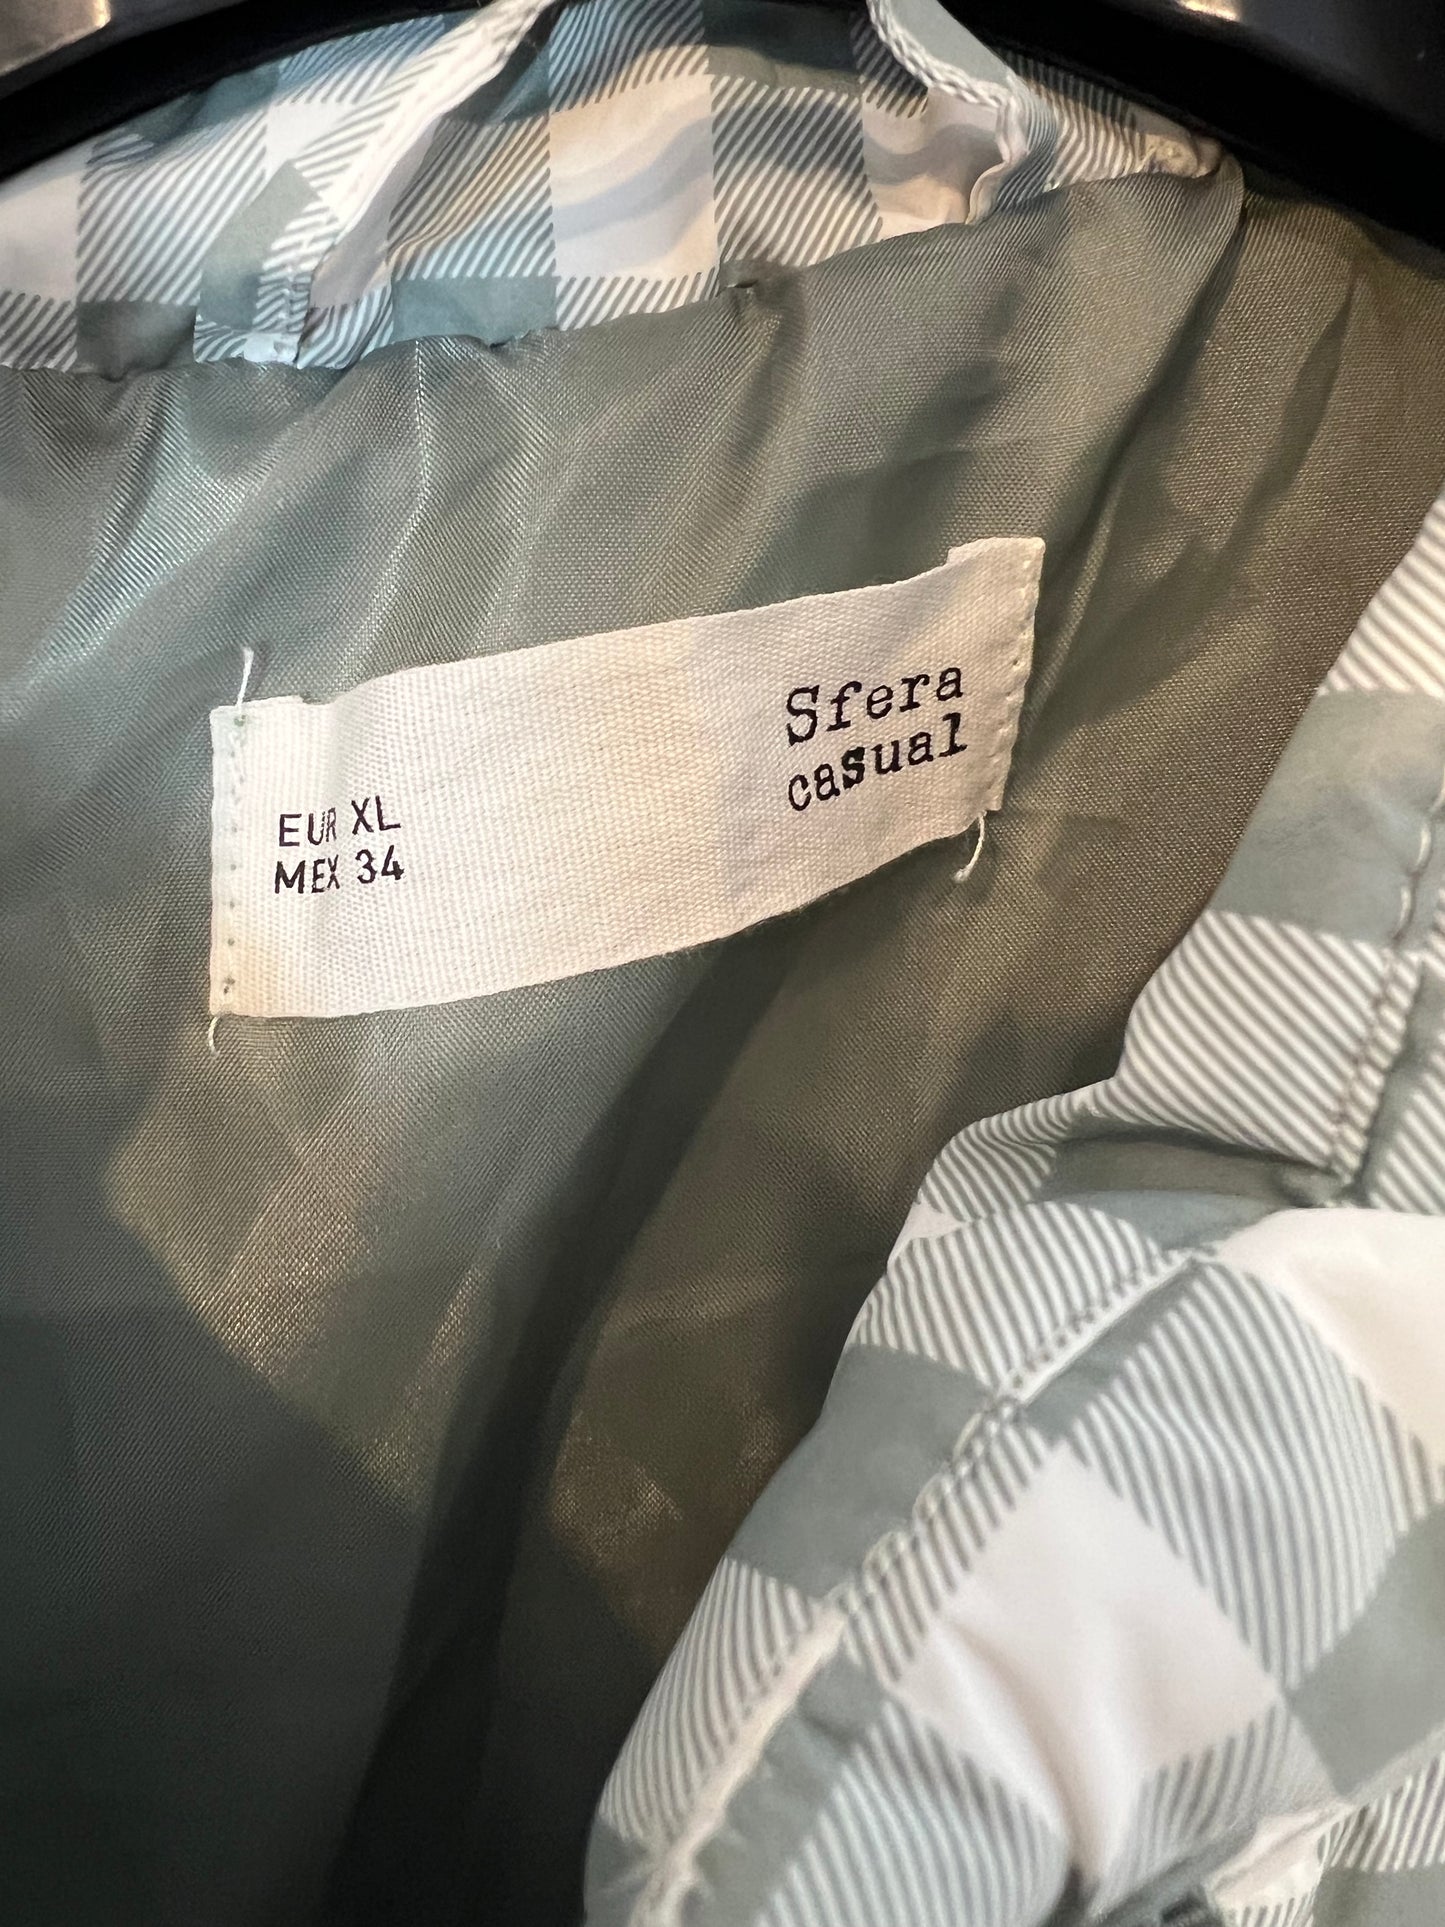 Sfera
casual
EUR XL
MEX 34